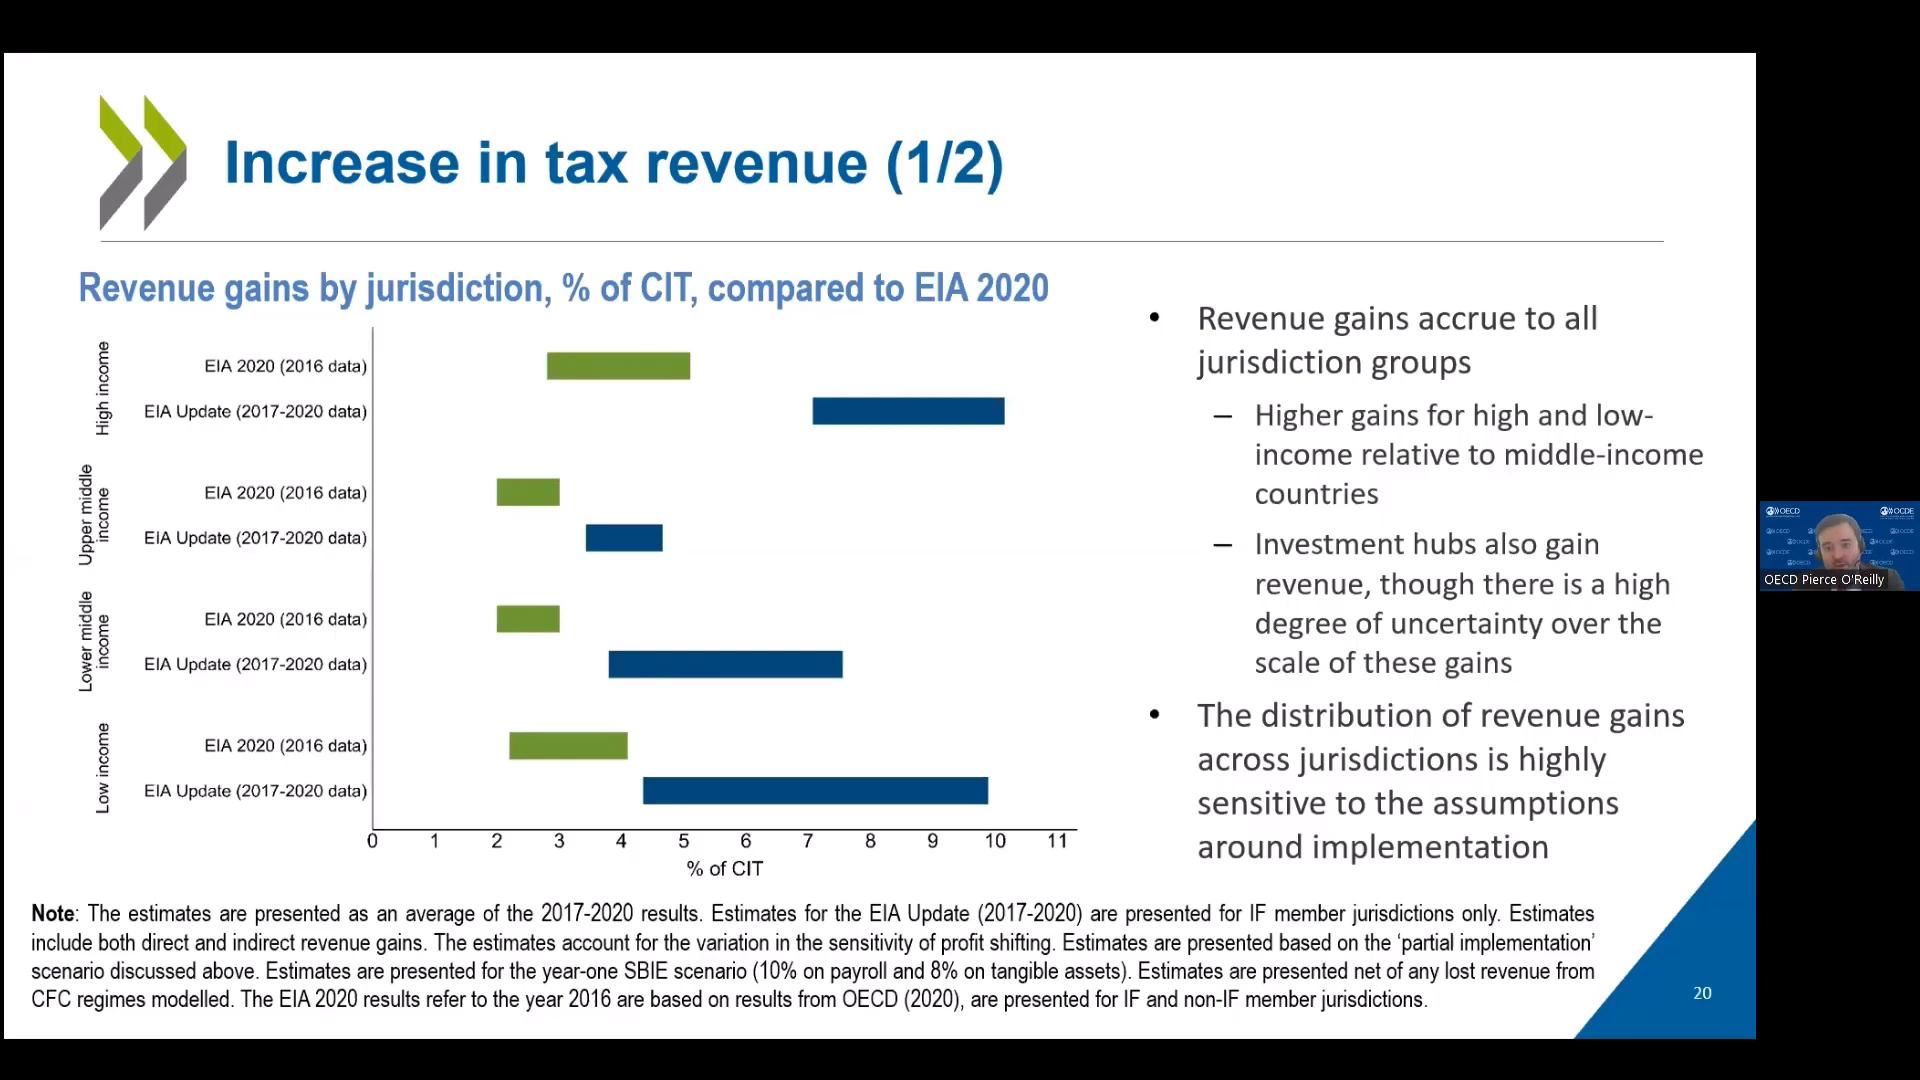 Increase in tax revenue (1/2)
Revenue gains by jurisdiction, % of CIT, compared to EIA 2020
High income
EIA 2020 (2016 data)
EIA Update (2017-2020 data)
Upper middle
income
EIA 2020 (2016 data)
EIA Update (2017-2020 data)
Lower middle
income
EIA 2020 (2016 data)
EIA Update (2017-2020 data)
Low income
EIA 2020 (2016 data)
EIA Update (2017-2020 data)
0 1 2 3 4 5 6 7 8 9 10 11
% of CIT
• Revenue gains accrue to all
jurisdiction groups
– Higher gains for high and low-
income relative to middle-income
countries
– Investment hubs also gain
revenue, though there is a high
degree of uncertainty over the
scale of these gains
• The distribution of revenue gains
across jurisdictions is highly
sensitive to the assumptions
around implementation
Note: The estimates are presented as an average of the 2017-2020 results. Estimates for the EIA Update (2017-2020) are presented for IF member jurisdictions only. Estimates
include both direct and indirect revenue gains. The estimates account for the variation in the sensitivity of profit shifting. Estimates are presented based on the ‘partial implementation’
scenario discussed above. Estimates are presented for the year-one SBIE scenario (10% on payroll and 8% on tangible assets). Estimates are presented net of any lost revenue from
CFC regimes modelled. The EIA 2020 results refer to the year 2016 are based on results from OECD (2020), are presented for IF and non-IF member jurisdictions.
20
OECD
OCDE
OECD Pierce O'Reilly